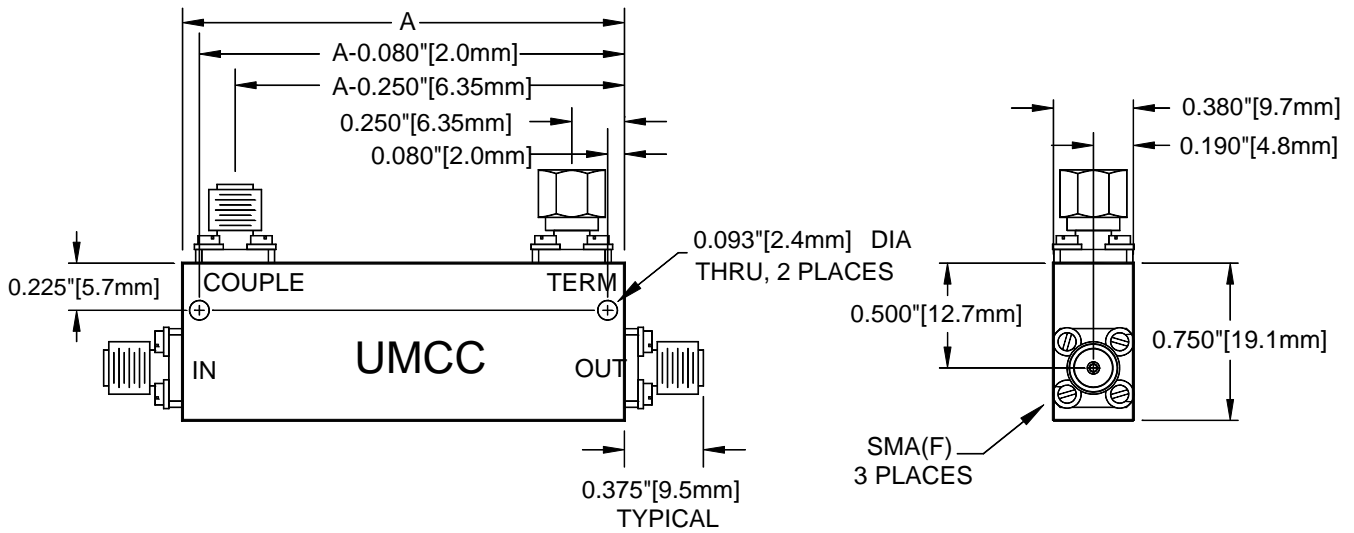 A
A-0.080"[2.0mm]
A-0.250"[6.35mm]
0.250"[6.35mm]
0.080"[2.0mm]
0.380"[9.7mm]
0.190"[4.8mm]
0.093"[2.4mm] DIA
THRU, 2 PLACES
0.225"[5.7mm]
COUPLE
TERM
IN
UMCC
OUT
0.500"[12.7mm]
0.750"[19.1mm]
SMA(F)
3 PLACES
0.375"[9.5mm]
TYPICAL